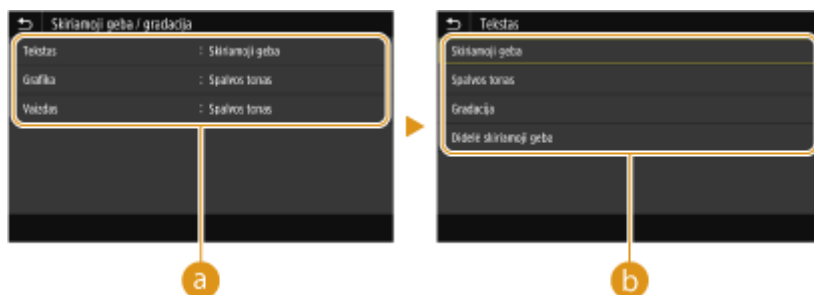 Skiriamoji geba / gradacija
Tekstas : Skiriamoji geba
Grafika : Spalvos tonas
Vaizdas : Spalvos tonas
a
Tekstas
Skiriamoji geba
Spalvos tonas
Gradacija
Didelė skiriamoji geba
b